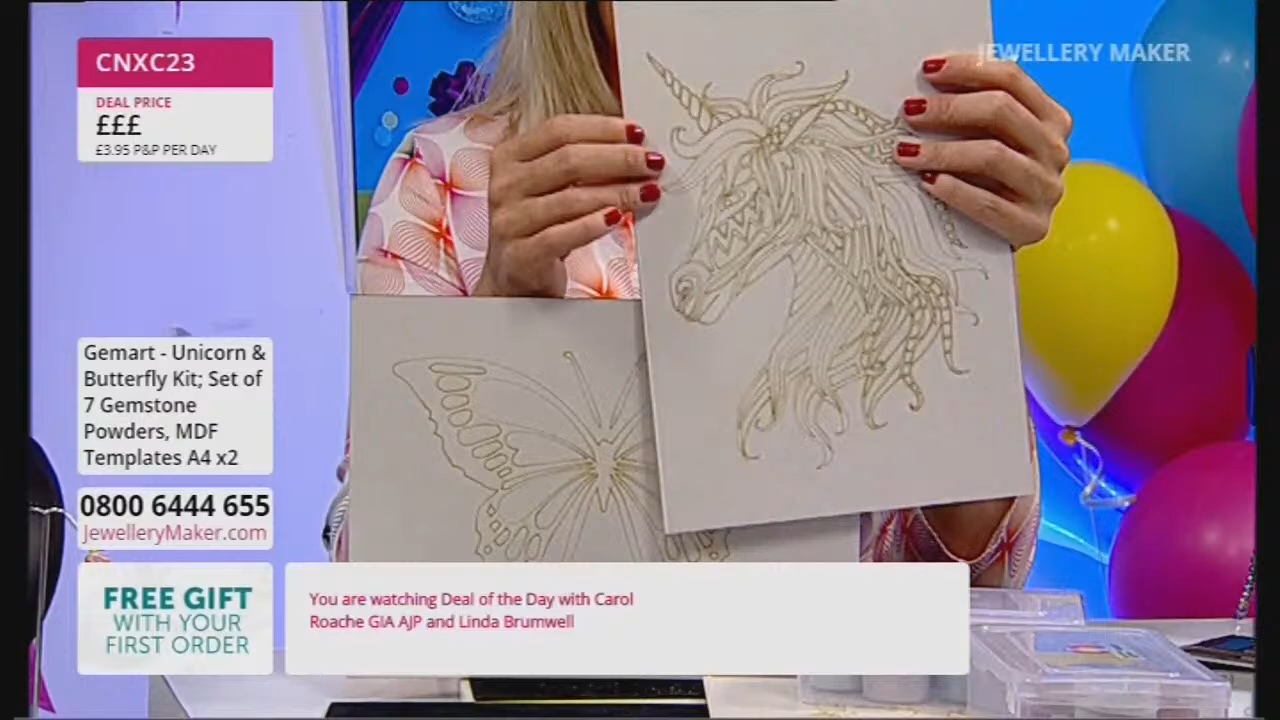 CNXC23
DEAL PRICE
£££
£3.95 P&P PER DAY
JEWELLERY MAKER
Gemart - Unicorn &
Butterfly Kit; Set of
7 Gemstone
Powders, MDF
Templates A4 x2
0800 6444 655
JewelleryMaker.com
FREE GIFT
WITH YOUR
FIRST ORDER
You are watching Deal of the Day with Carol
Roache GIA AJP and Linda Brumwell